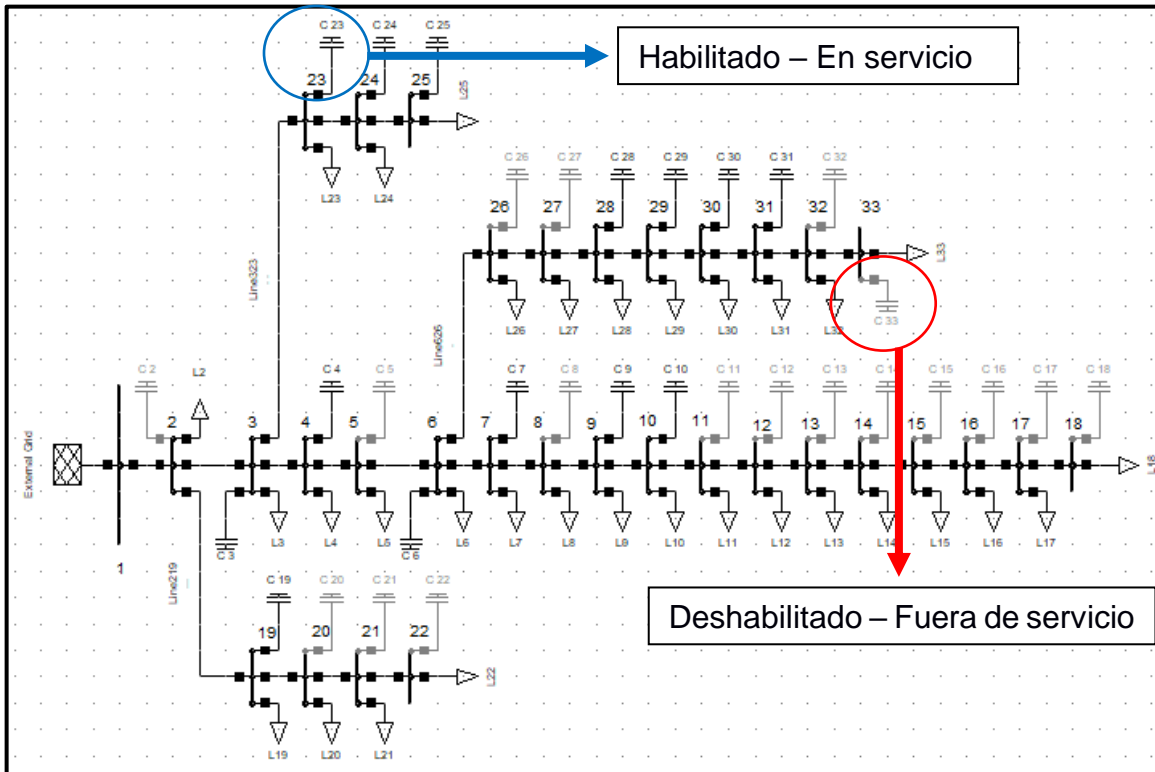 C 23 C 24 C 25
Habilitado – En servicio
23 24 25
L25
L23 L24
C 26 C 27 C 28 C 29 C 30 C 31 C 32
26 27 28 29 30 31 32 33
Line323
L33
Line626
L26 L27 L28 L29 L30 L31 L32 C 33
C 2 L2 C 4 C 5 C 7 C 8 C 9 C 10 C 11 C 12 C 13 C 14 C 15 C 16 C 17 C 18
2 3 4 5 6 7 8 9 10 11 12 13 14 15 16 17 18
External Grid
L18
C 3 L3 L4 L5 C 6 L6 L7 L8 L9 L10 L11 L12 L13 L14 L15 L16 L17
1
Line219
C 19 C 20 C 21 C 22
Deshabilitado – Fuera de servicio
19 20 21 22
L22
L19 L20 L21